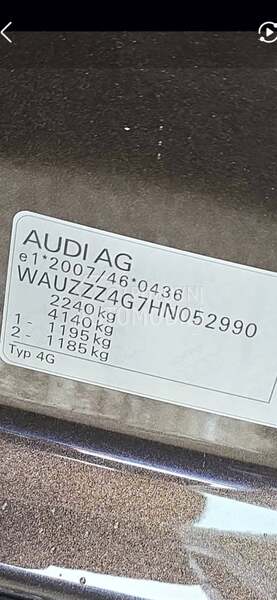 AUDI AG
e1*2007/46*0436
WAUZZZ4G7HN052990
2240 kg
4140 kg
1 - 1195 kg
2 - 1185 kg
Typ 4G